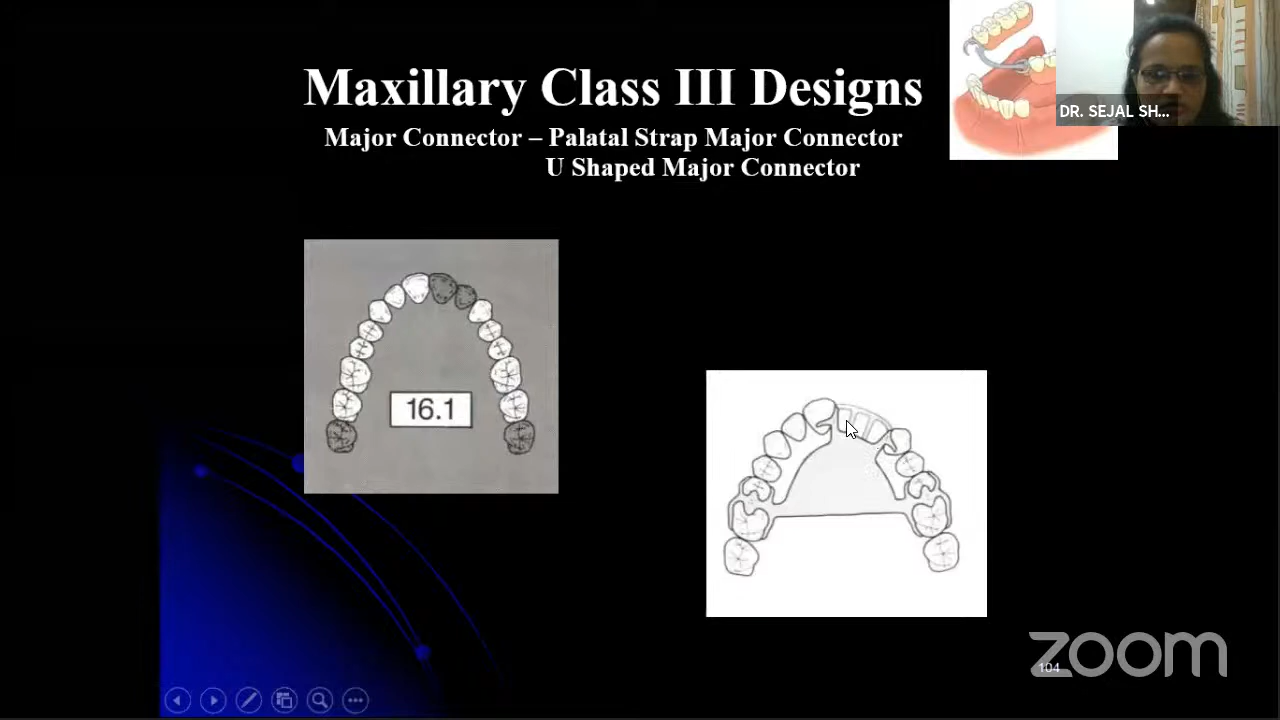 Maxillary Class III Designs
Major Connector – Palatal Strap Major Connector
U Shaped Major Connector
DR. SEJAL SH...
16.1
zoom
104